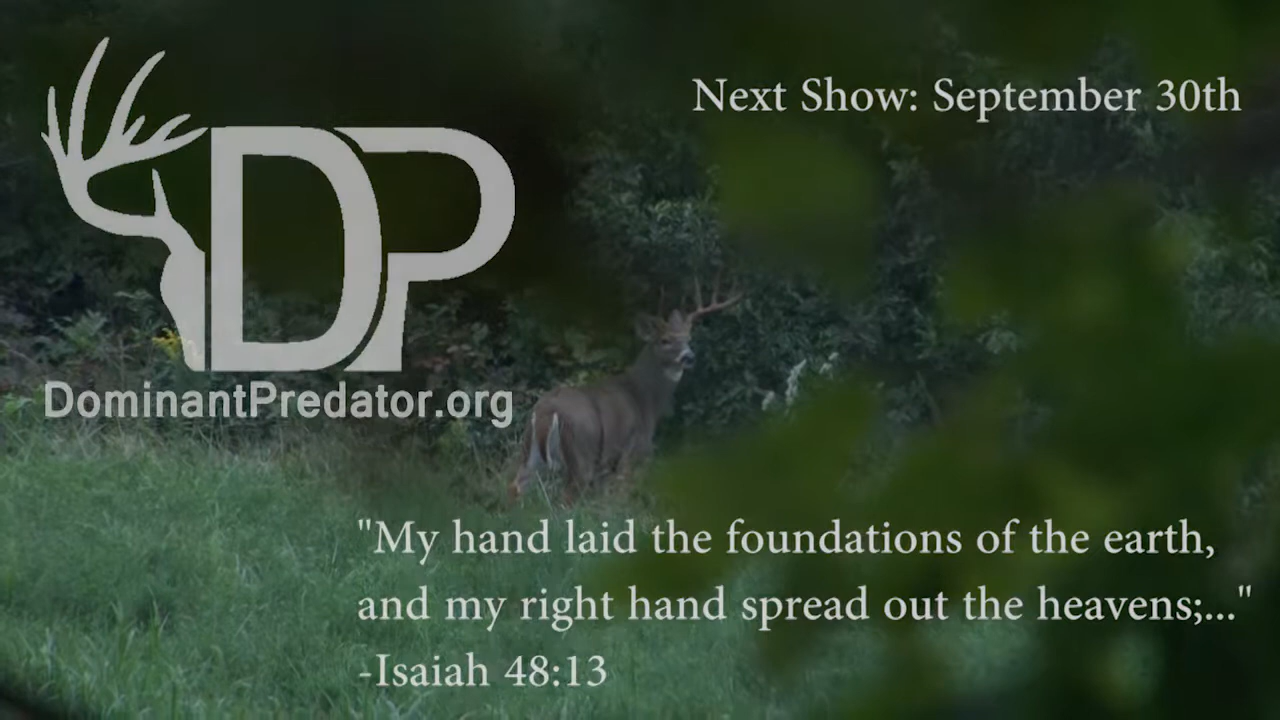 Next Show: September 30th
DP
DominantPredator.org
"My hand laid the foundations of the earth,
and my right hand spread out the heavens;..."
-Isaiah 48:13